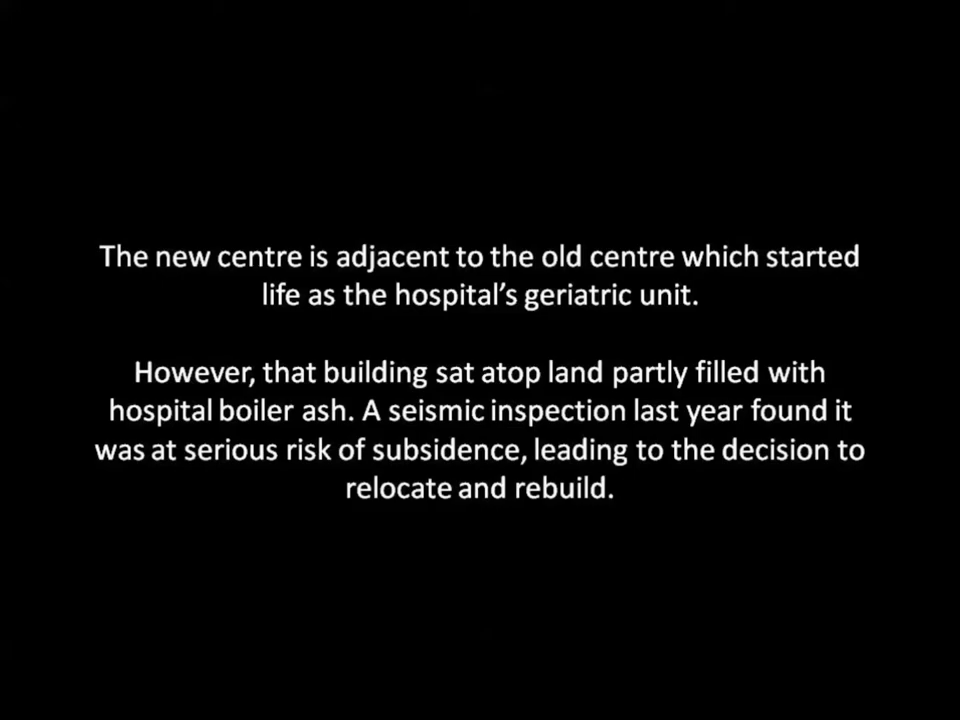 The new centre is adjacent to the old centre which started
life as the hospital’s geriatric unit.
However, that building sat atop land partly filled with
hospital boiler ash. A seismic inspection last year found it
was at serious risk of subsidence, leading to the decision to
relocate and rebuild.